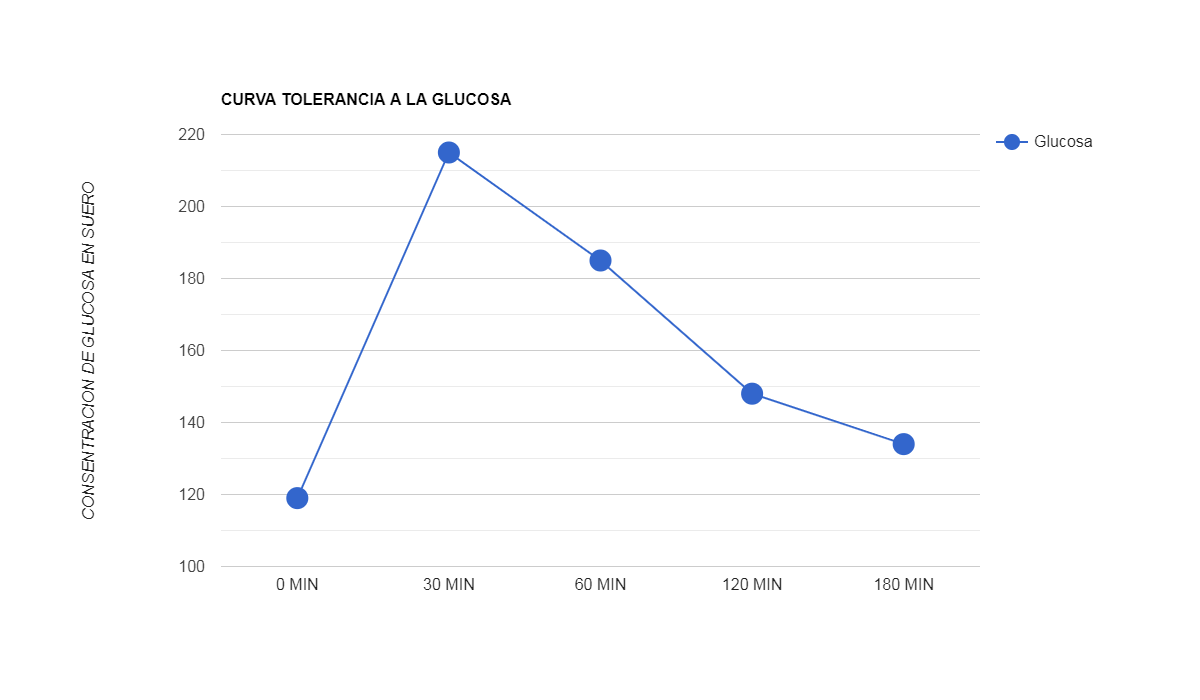 CURVA TOLERANCIA A LA GLUCOSA
Glucosa
CONSENTRACION DE GLUCOSA EN SUERO
220
200
180
160
140
120
100
0 MIN
30 MIN
60 MIN
120 MIN
180 MIN